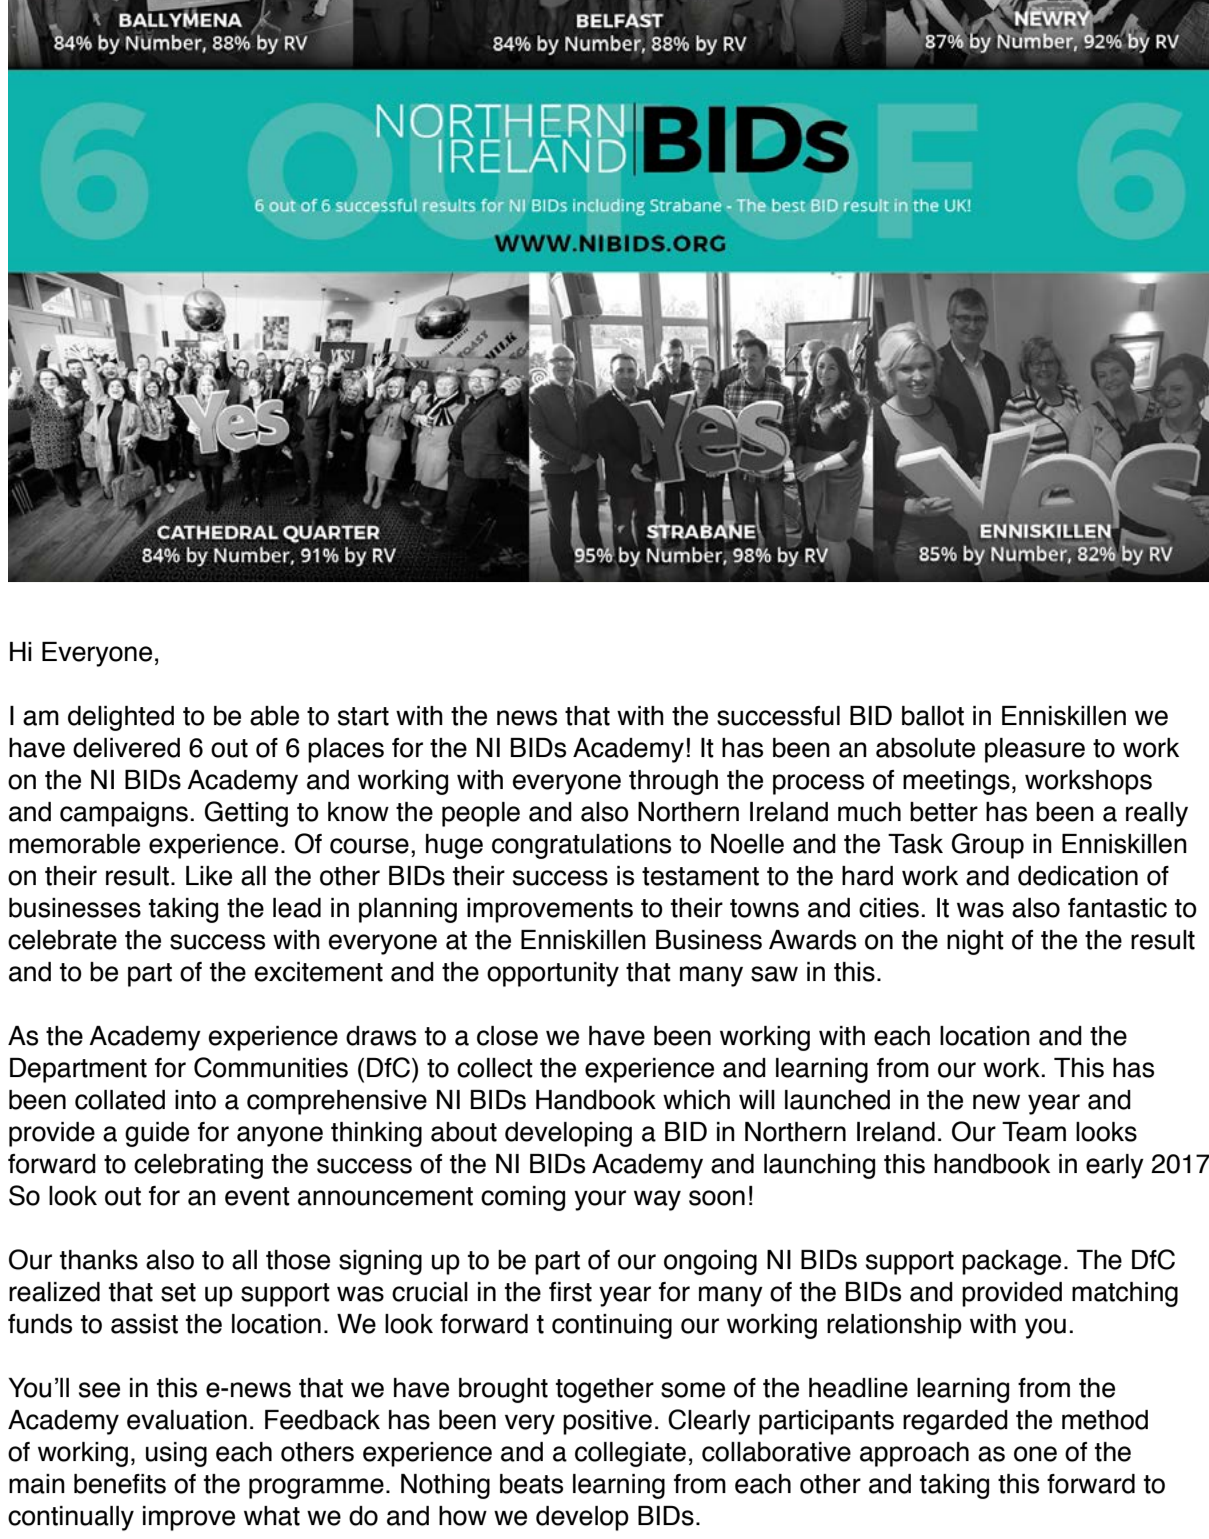 BALLYMENA
84% by Number, 88% by RV
BELFAST
84% by Number, 88% by RV
NEWRY
87% by Number, 92% by RV
6 OUT OF 6
NORTHERN
IRELAND
BIDs
6 out of 6 successful results for NI BIDs including Strabane - The best BID result in the UK!
WWW.NIBIDS.ORG
YES!
TOAST
MILK
Yes
Yes
Yes
CATHEDRAL QUARTER
84% by Number, 91% by RV
STRABANE
95% by Number, 98% by RV
ENNISKILLEN
85% by Number, 82% by RV
Hi Everyone,
I am delighted to be able to start with the news that with the successful BID ballot in Enniskillen we
have delivered 6 out of 6 places for the NI BIDs Academy! It has been an absolute pleasure to work
on the NI BIDs Academy and working with everyone through the process of meetings, workshops
and campaigns. Getting to know the people and also Northern Ireland much better has been a really
memorable experience. Of course, huge congratulations to Noelle and the Task Group in Enniskillen
on their result. Like all the other BIDs their success is testament to the hard work and dedication of
businesses taking the lead in planning improvements to their towns and cities. It was also fantastic to
celebrate the success with everyone at the Enniskillen Business Awards on the night of the the result
and to be part of the excitement and the opportunity that many saw in this.
As the Academy experience draws to a close we have been working with each location and the
Department for Communities (DfC) to collect the experience and learning from our work. This has
been collated into a comprehensive NI BIDs Handbook which will launched in the new year and
provide a guide for anyone thinking about developing a BID in Northern Ireland. Our Team looks
forward to celebrating the success of the NI BIDs Academy and launching this handbook in early 2017
So look out for an event announcement coming your way soon!
Our thanks also to all those signing up to be part of our ongoing NI BIDs support package. The DfC
realized that set up support was crucial in the first year for many of the BIDs and provided matching
funds to assist the location. We look forward t continuing our working relationship with you.
You’ll see in this e-news that we have brought together some of the headline learning from the
Academy evaluation. Feedback has been very positive. Clearly participants regarded the method
of working, using each others experience and a collegiate, collaborative approach as one of the
main benefits of the programme. Nothing beats learning from each other and taking this forward to
continually improve what we do and how we develop BIDs.